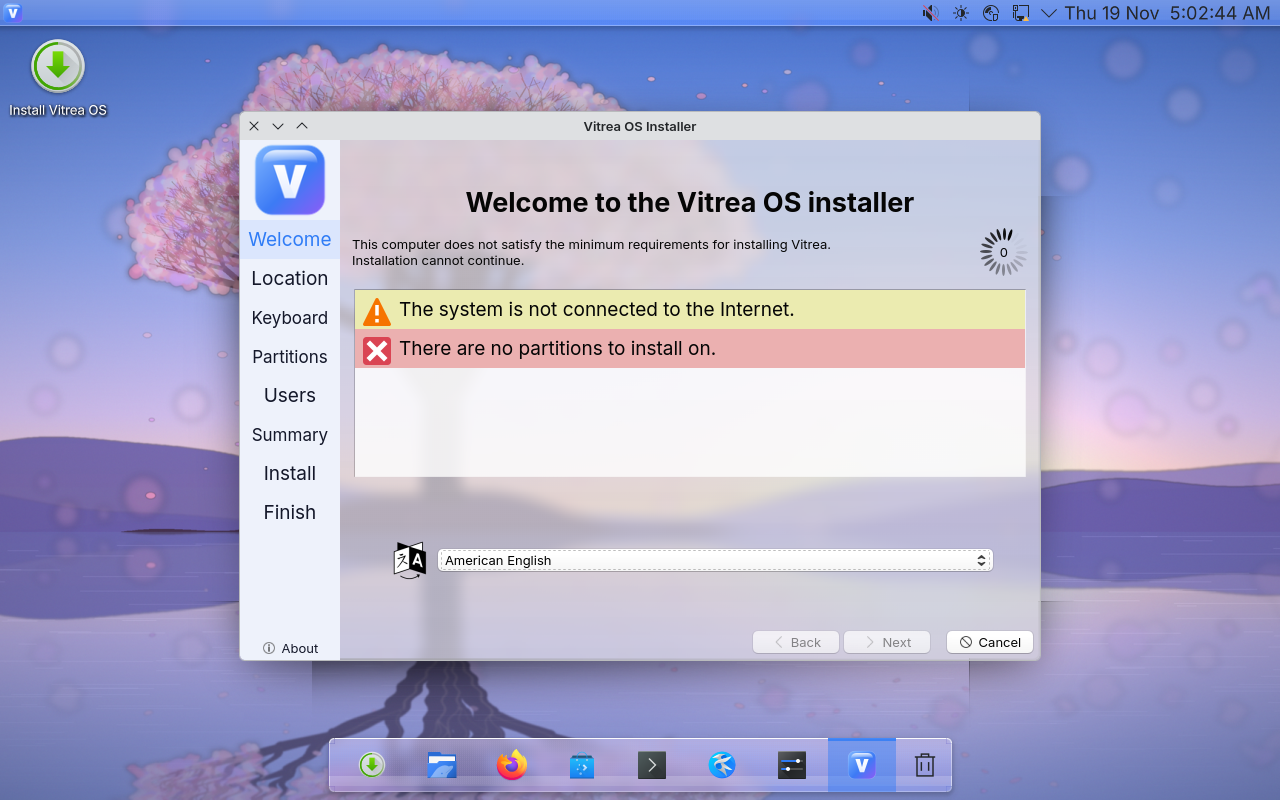 V
Thu 19 Nov 5:02:44 AM
Install Vitrea OS
Vitrea OS Installer
V
Welcome
Location
Keyboard
Partitions
Users
Summary
Install
Finish
About
Welcome to the Vitrea OS installer
This computer does not satisfy the minimum requirements for installing Vitrea.
Installation cannot continue.
0
The system is not connected to the Internet.
There are no partitions to install on.
文 A
American English
Back
Next
Cancel
V